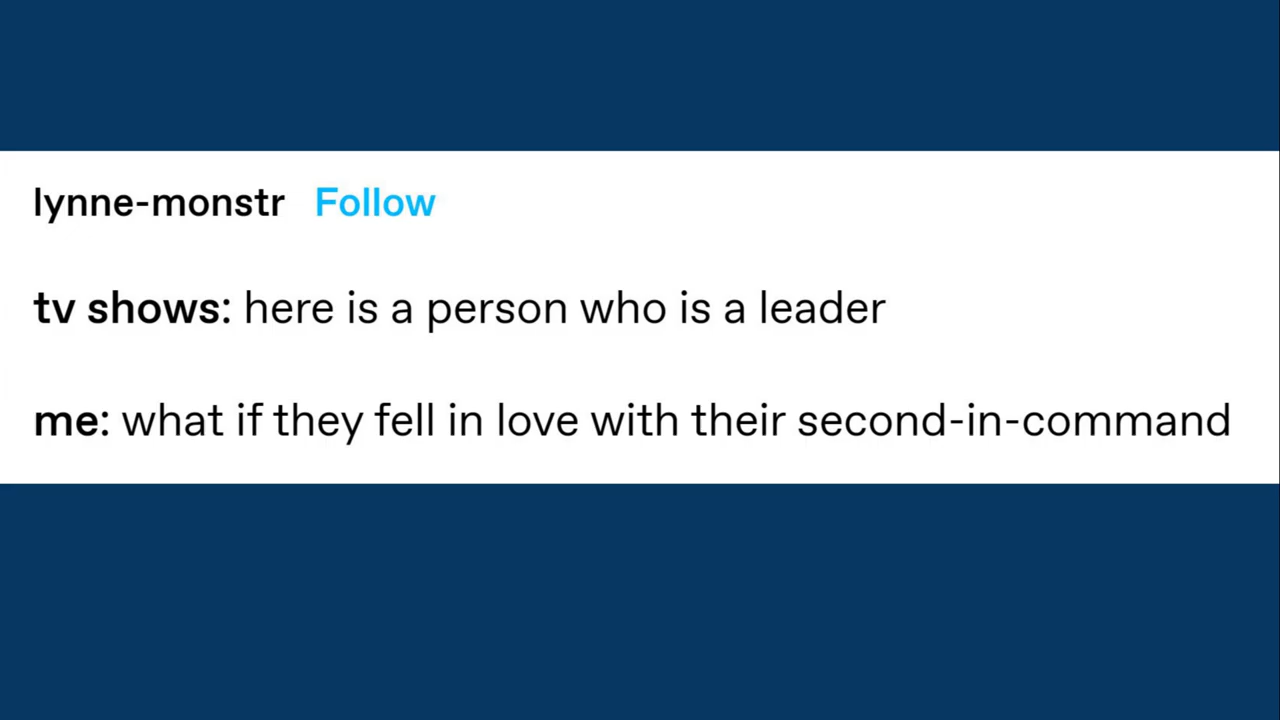 lynne-monstr Follow
tv shows: here is a person who is a leader
me: what if they fell in love with their second-in-command